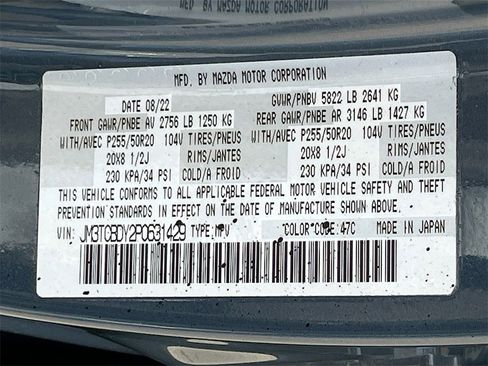 MFD. BY MAZDA MOTOR CORPORATION
DATE 08/22 GVWR/PNBV 5822 LB 2641 KG
FRONT GAWR/PNBE AV 2756 LB 1250 KG REAR GAWR/PNBE AR 3146 LB 1427 KG
WITH/AVEC P255/50R20 104V TIRES/PNEUS WITH/AVEC P255/50R20 104V TIRES/PNEUS
20X8 1/2J RIMS/JANTES 20X8 1/2J RIMS/JANTES
230 KPA/34 PSI COLD/A FROID 230 KPA/34 PSI COLD/A FROID
THIS VEHICLE CONFORMS TO ALL APPLICABLE FEDERAL MOTOR VEHICLE SAFETY AND THEFT
PREVENTION STANDARDS IN EFFECT ON THE DATE OF MANUFACTURE SHOWN ABOVE.
VIN: JM3TCBDY2P0631429 TYPE:MPV COLOR CODE: 47C MADE IN JAPAN